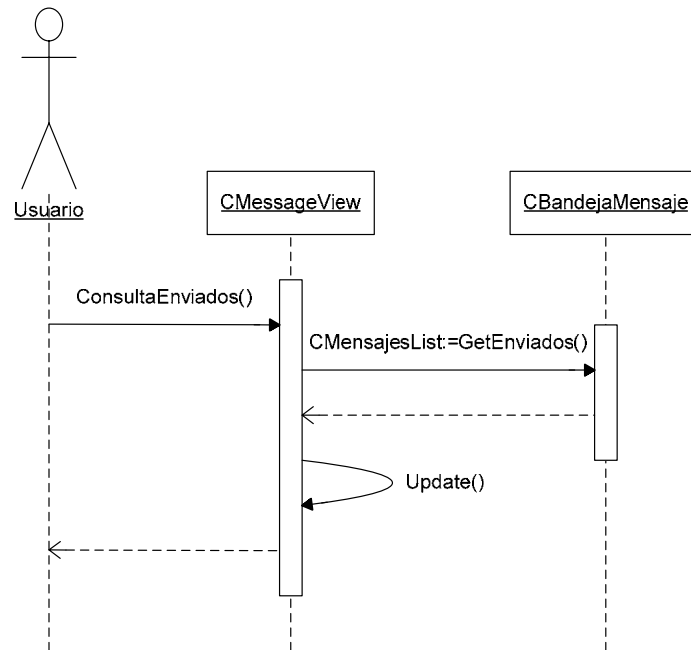 Usuario
CMessageView
CBandejaMensaje
ConsultaEnviados()
CMensajesList:=GetEnviados()
Update()